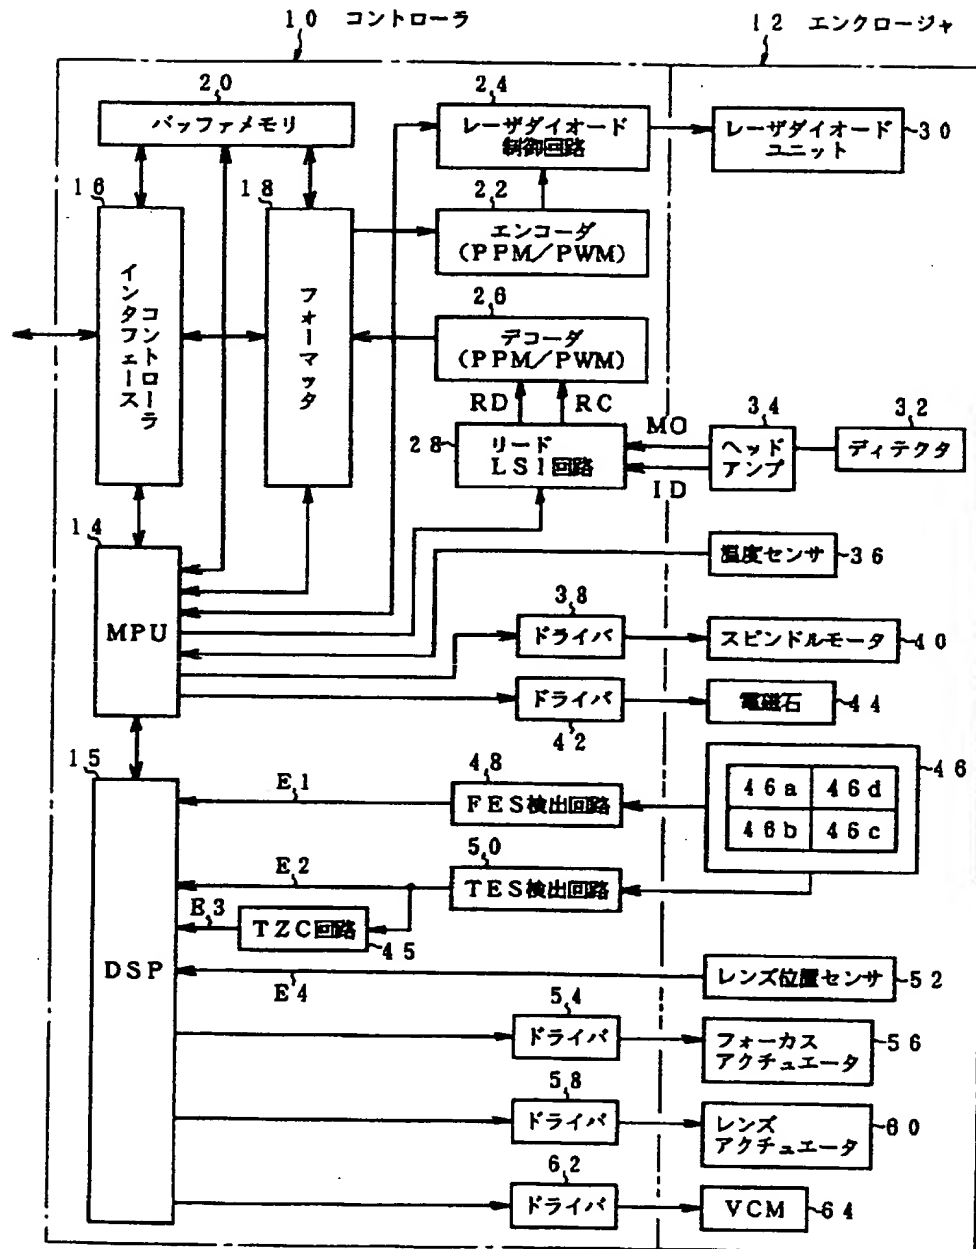 10 コントローラ
12 エンクロージャ
20
バッファメモリ
24
レーザダイオード
制御回路
レーザダイオード
ユニット
30
16
18
22
エンコーダ
(PPM/PWM)
インタフェース
コントローラ
フォーマッタ
26
デコーダ
(PPM/PWM)
RD
RC
MO
34
32
28
リード
LSI回路
ヘッド
アンプ
ディテクタ
ID
14
MPU
温度センサ
36
38
ドライバ
スピンドルモータ
40
ドライバ
42
電磁石
44
15
DSP
E1
48
FES検出回路
46a
46d
46b
46c
46
E2
50
TES検出回路
E3
TZC回路
45
E4
レンズ位置センサ
52
54
ドライバ
フォーカス
アクチュエータ
56
58
ドライバ
レンズ
アクチュエータ
60
62
ドライバ
VCM
64